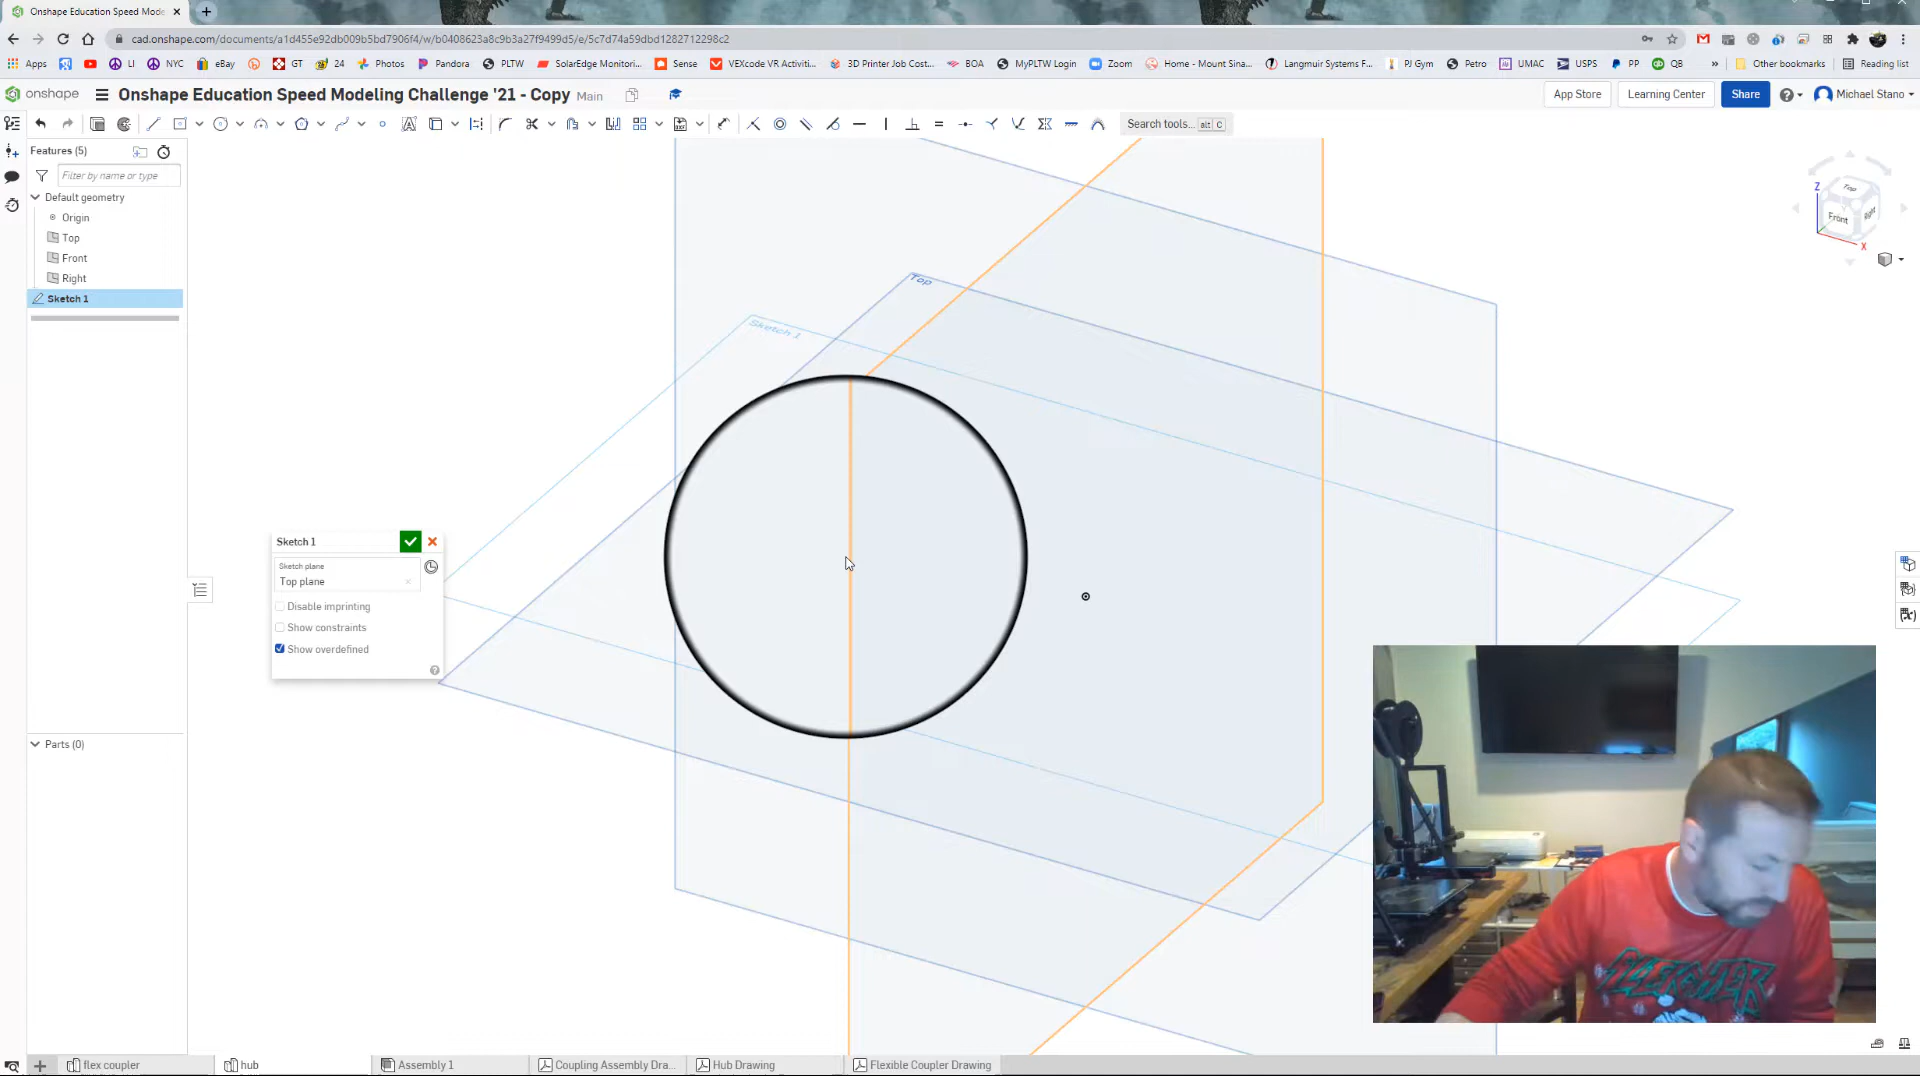 Onshape Education Speed Mode
cad.onshape.com/documents/a1d455e92db009b5bd7906f4/w/b0408623a8c9b3a27f9499d5/e/5c7d74a59dbd1282712298c2
Apps LI NYC eBay GT 24 Photos Pandora PLTW SolarEdge Monitori... Sense VEXcode VR Activiti... 3D Printer Job Cost... BOA MyPLTW Login Zoom Home - Mount Sina... Langmuir Systems F... PJ Gym Petro UMAC USPS PP QB » Other bookmarks Reading list
onshape Onshape Education Speed Modeling Challenge '21 - Copy Main App Store Learning Center Share Michael Stano
Search tools... alt C
Features (5)
Filter by name or type
Default geometry
Origin
Top
Front
Right
Sketch 1
Top
Sketch 1
Z
Top
Front
Right
X
Sketch 1
Sketch plane
Top plane
Disable imprinting
Show constraints
Show overdefined
Parts (0)
flex coupler hub Assembly 1 Coupling Assembly Dra... Hub Drawing Flexible Coupler Drawing